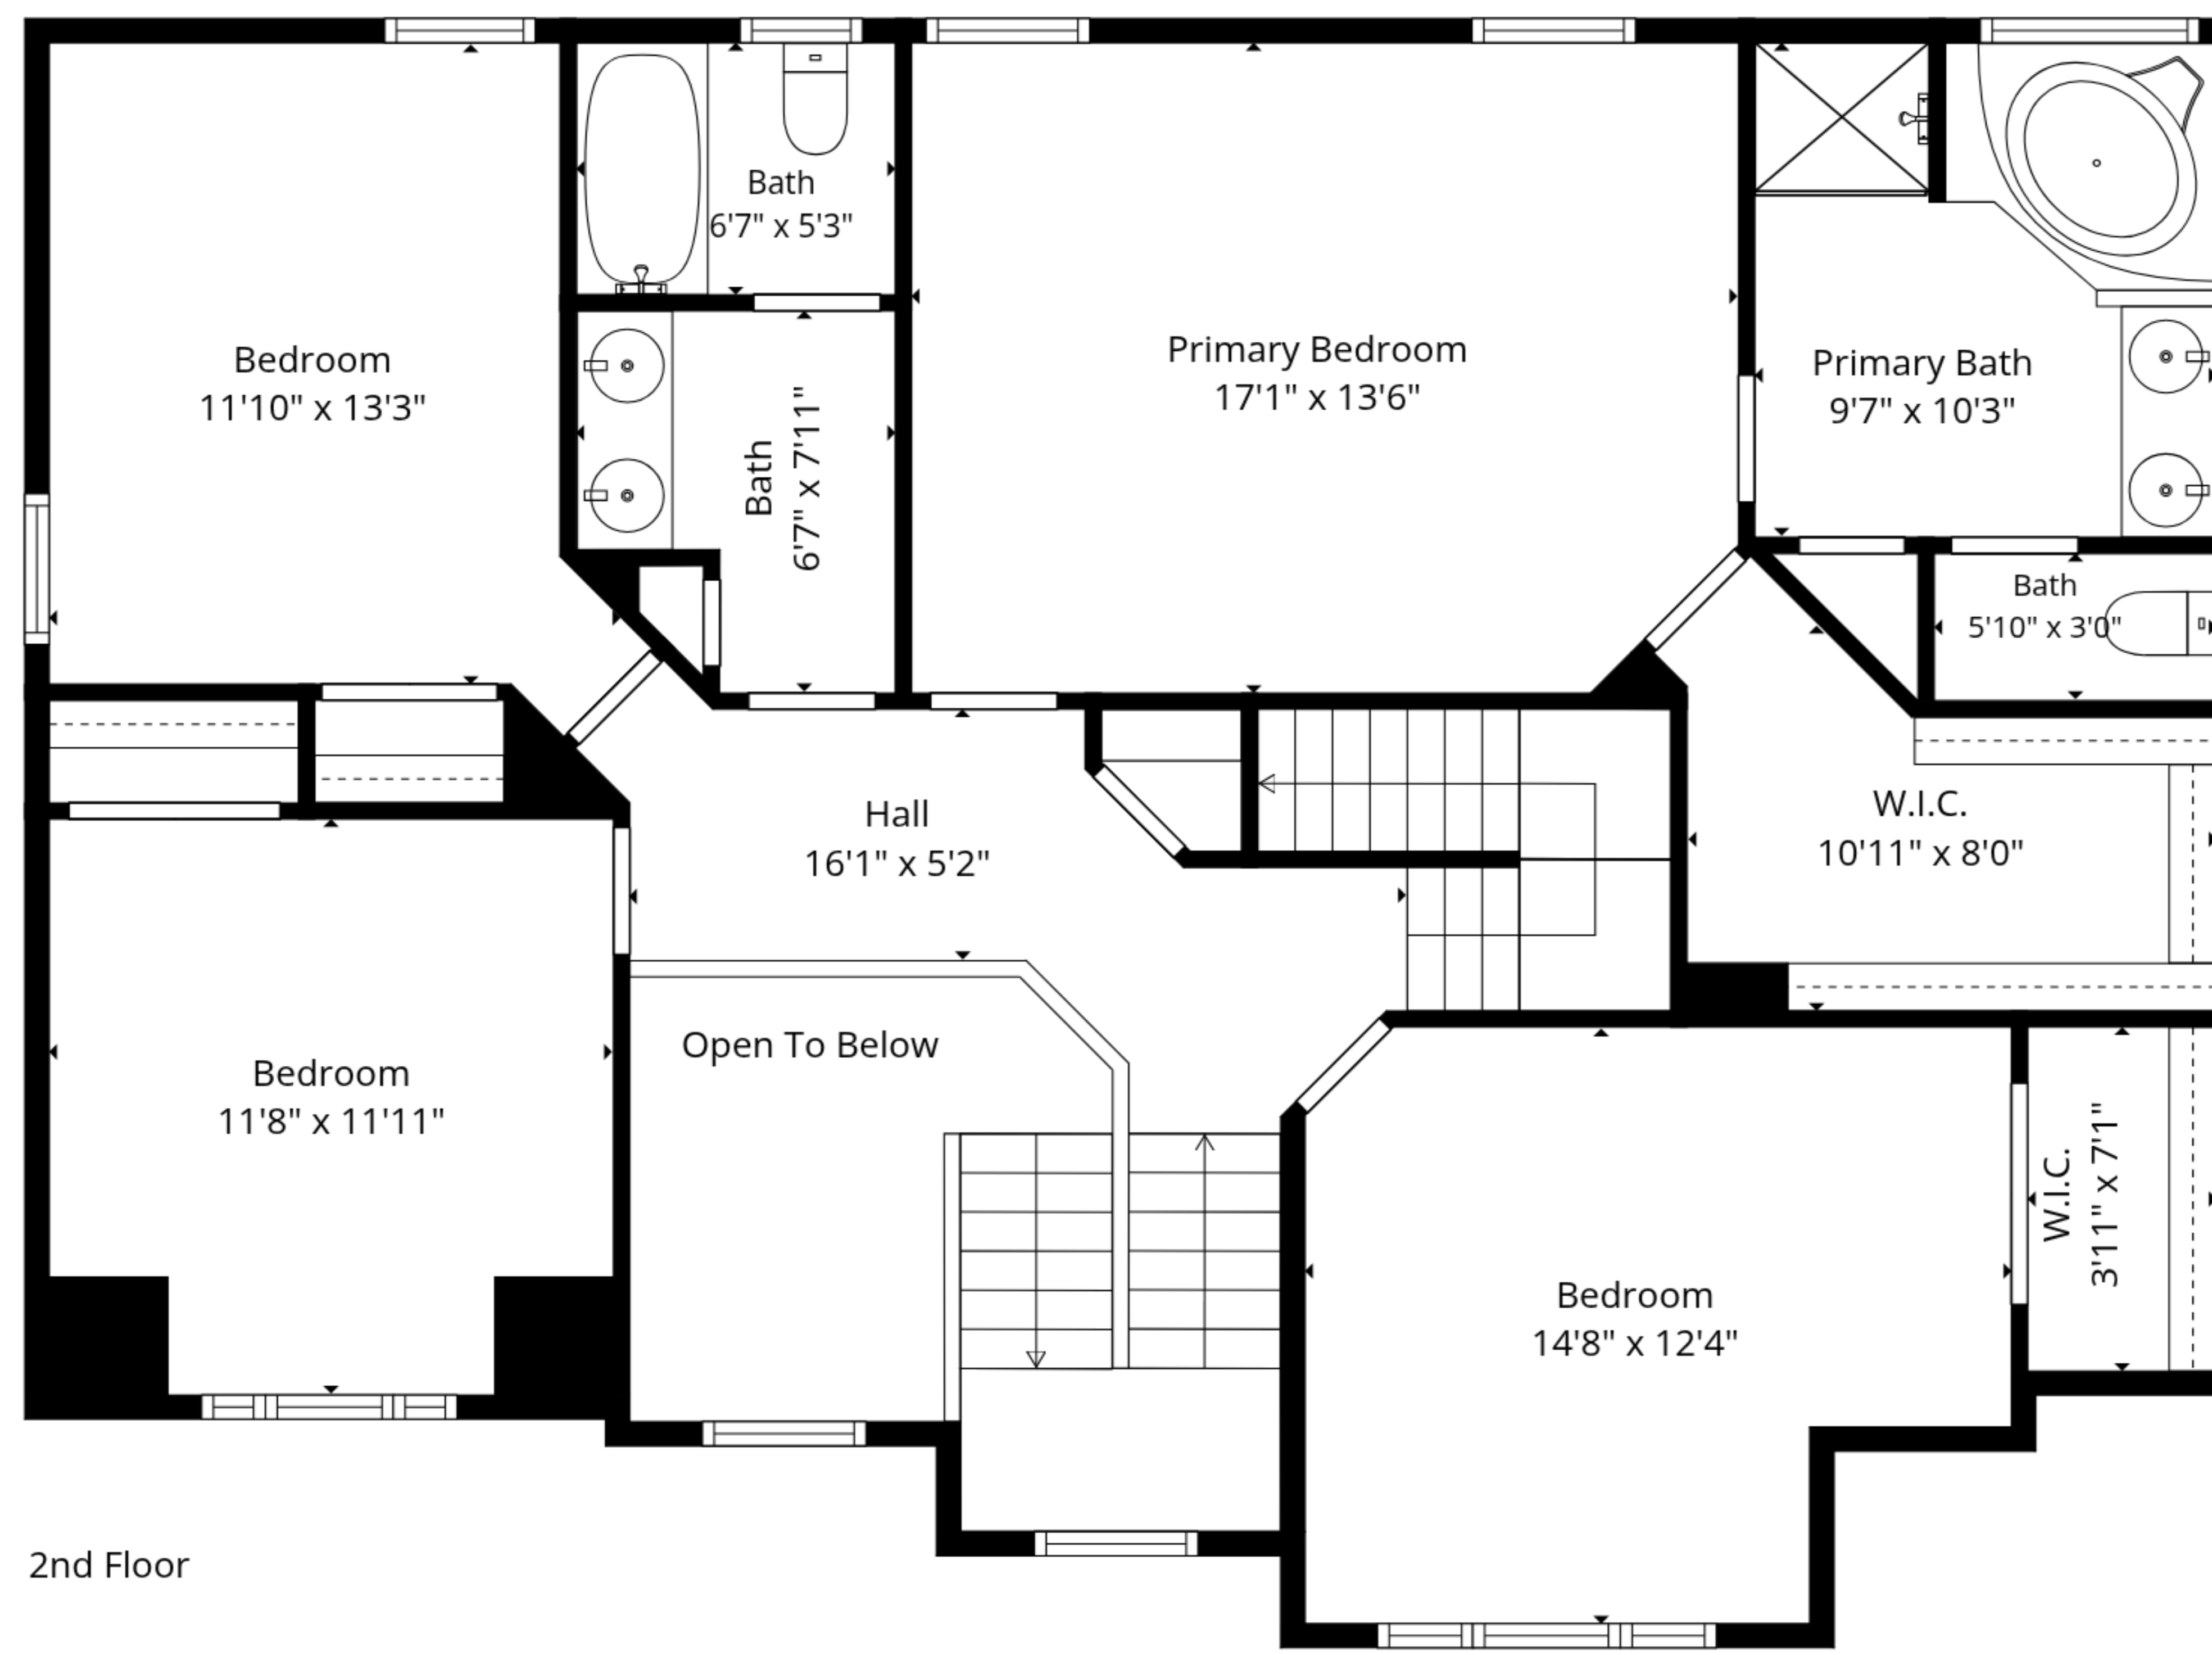 Bath
6'7" x 5'3"
Bedroom
11'10" x 13'3"
Bath
6'7" x 7'11"
Primary Bedroom
17'1" x 13'6"
Primary Bath
9'7" x 10'3"
Bath
5'10" x 3'0"
Hall
16'1" x 5'2"
W.I.C.
10'11" x 8'0"
Open To Below
Bedroom
11'8" x 11'11"
W.I.C.
3'11" x 7'1"
Bedroom
14'8" x 12'4"
2nd Floor